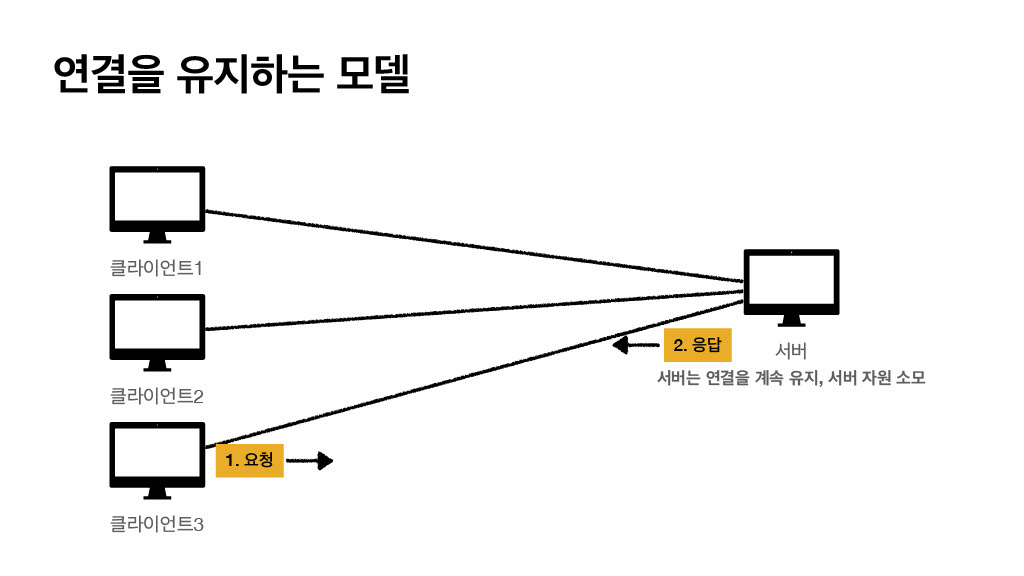 연결을 유지하는 모델
클라이언트1
클라이언트2
2. 응답
서버
서버는 연결을 계속 유지, 서버 자원 소모
1. 요청
클라이언트3